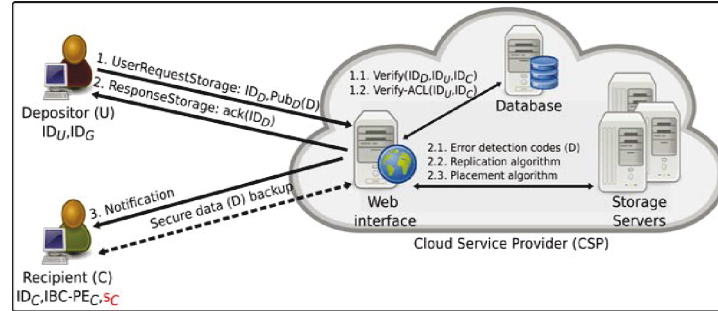 1. UserRequestStorage: ID_D,Pub_D(D)
2. ResponseStorage: ack(ID_D)
Depositor (U)
ID_U,ID_G
1.1. Verify(ID_D,ID_U,ID_C)
1.2. Verify-ACL(ID_U,ID_C)
Database
2.1. Error detection codes (D)
2.2. Replication algorithm
2.3. Placement algorithm
Web
interface
Storage
Servers
Cloud Service Provider (CSP)
3. Notification
Secure data (D) backup
Recipient (C)
ID_C,IBC-PE_C,s_C